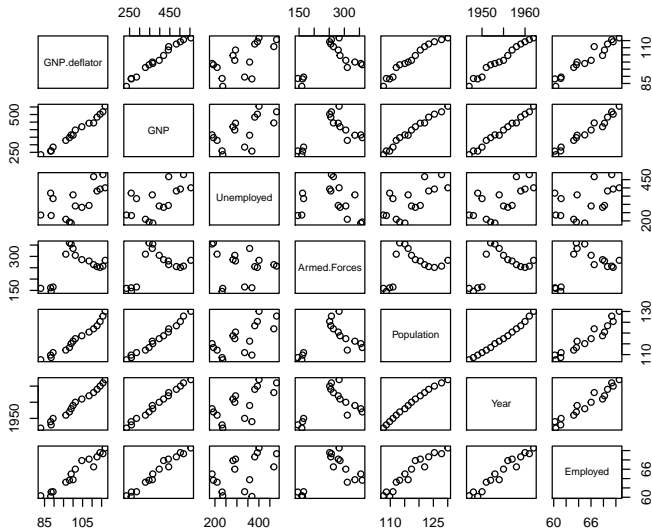 250 450 150 300 1950 1960
GNP.deflator 85 110
250 500 GNP
Unemployed 200 450
150 300 Armed.Forces
Population 110 130
1950 Year
Employed 60 66
85 105 200 400 110 125 60 66